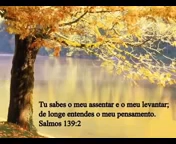 Tu sabes o meu assentar e o meu levantar;
de longe entendes o meu pensamento.
Salmos 139:2